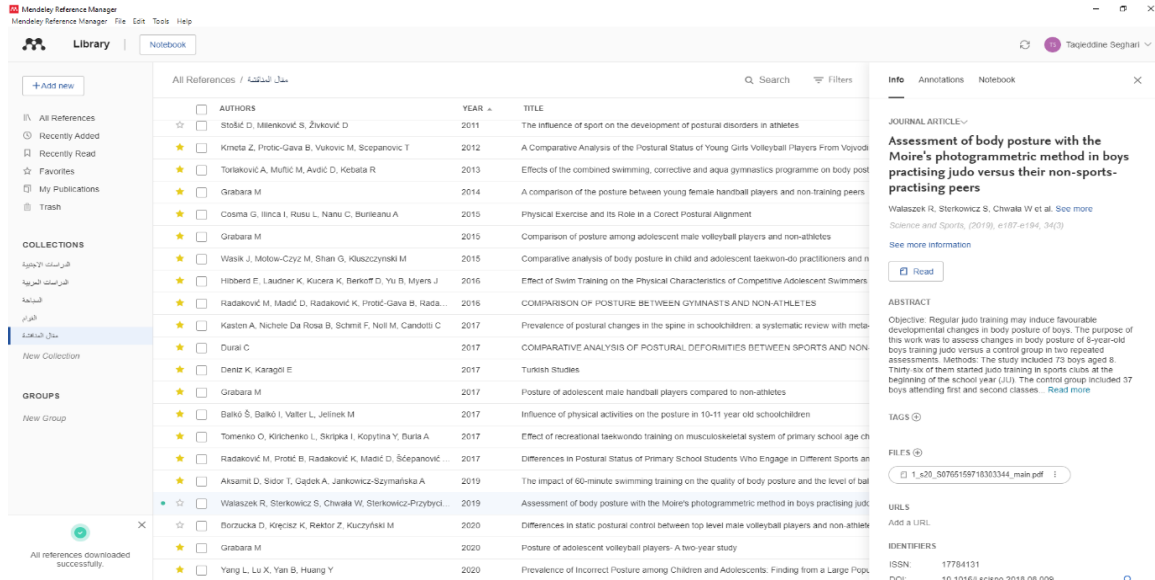 Mendeley Reference Manager
Mendeley Reference Manager File Edit Tools Help
Library
Notebook
Taqieddine Seghari
+Add new
All References
Recently Added
Recently Read
Favorites
My Publications
Trash
COLLECTIONS
الدراسات الاجنبية
الدراسات العربية
السباحة
القوام
مقال المناقشة
New Collection
GROUPS
New Group
All references downloaded
successfully.
All References / مقال المناقشة
Search
Filters
AUTHORS YEAR TITLE
Stošić D, Milenković S, Živković D 2011 The influence of sport on the development of postural disorders in athletes
Krneta Z, Protic-Gava B, Vukovic M, Scepanovic T 2012 A Comparative Analysis of the Postural Status of Young Girls Volleyball Players From Vojvodi
Torlaković A, Muftić M, Avdić D, Kebata R 2013 Effects of the combined swimming, corrective and aqua gymnastics programme on body post
Grabara M 2014 A comparison of the posture between young female handball players and non-training peers
Cosma G, Ilinca I, Rusu L, Nanu C, Burileanu A 2015 Physical Exercise and Its Role in a Corect Postural Alignment
Grabara M 2015 Comparison of posture among adolescent male volleyball players and non-athletes
Wasik J, Motow-Czyz M, Shan G, Kluszczynski M 2015 Comparative analysis of body posture in child and adolescent taekwon-do practitioners and n
Hibberd E, Laudner K, Kucera K, Berkoff D, Yu B, Myers J 2016 Effect of Swim Training on the Physical Characteristics of Competitive Adolescent Swimmers
Radaković M, Madić D, Radaković K, Protić-Gava B, Rada... 2016 COMPARISON OF POSTURE BETWEEN GYMNASTS AND NON-ATHLETES
Kasten A, Nichele Da Rosa B, Schmit F, Noll M, Candotti C 2017 Prevalence of postural changes in the spine in schoolchildren: a systematic review with meta-
Durai C 2017 COMPARATIVE ANALYSIS OF POSTURAL DEFORMITIES BETWEEN SPORTS AND NON-
Deniz K, Karagöl E 2017 Turkish Studies
Grabara M 2017 Posture of adolescent male handball players compared to non-athletes
Balkó Š, Balkó I, Valter L, Jelínek M 2017 Influence of physical activities on the posture in 10-11 year old schoolchildren
Tomenko O, Kirichenko L, Skripka I, Kopytina Y, Burla A 2017 Effect of recreational taekwondo training on musculoskeletal system of primary school age ch
Radaković M, Protić B, Radaković K, Madić D, Šćepanović ... 2017 Differences in Postural Status of Primary School Students Who Engage in Different Sports an
Aksamit D, Sidor T, Gądek A, Jankowicz-Szymańska A 2019 The impact of 60-minute swimming training on the quality of body posture and the level of bal
Walaszek R, Sterkowicz S, Chwała W, Sterkowicz-Przybyci... 2019 Assessment of body posture with the Moire's photogrammetric method in boys practising judo
Borzucka D, Kręcisz K, Rektor Z, Kuczyński M 2020 Differences in static postural control between top level male volleyball players and non-athlete
Grabara M 2020 Posture of adolescent volleyball players- A two-year study
Yang L, Lu X, Yan B, Huang Y 2020 Prevalence of Incorrect Posture among Children and Adolescents: Finding from a Large Popu
Info Annotations Notebook
JOURNAL ARTICLE
Assessment of body posture with the
Moire's photogrammetric method in boys
practising judo versus their non-sports-
practising peers
Walaszek R, Sterkowicz S, Chwała W et al. See more
Science and Sports, (2019), e187-e194, 34(3)
See more information
Read
ABSTRACT
Objective: Regular judo training may induce favourable
developmental changes in body posture of boys. The purpose of
this work was to assess changes in body posture of 8-year-old
boys training judo versus a control group in two repeated
assessments. Methods: The study included 73 boys aged 8.
Thirty-six of them started judo training in sports clubs at the
beginning of the school year (JU). The control group included 37
boys attending first and second classes... Read more
TAGS
FILES
1_s20_S0765159718303344_main.pdf
URLS
Add a URL
IDENTIFIERS
ISSN: 17784131
DOI: 10.1016/j.scispo.2018.08.009